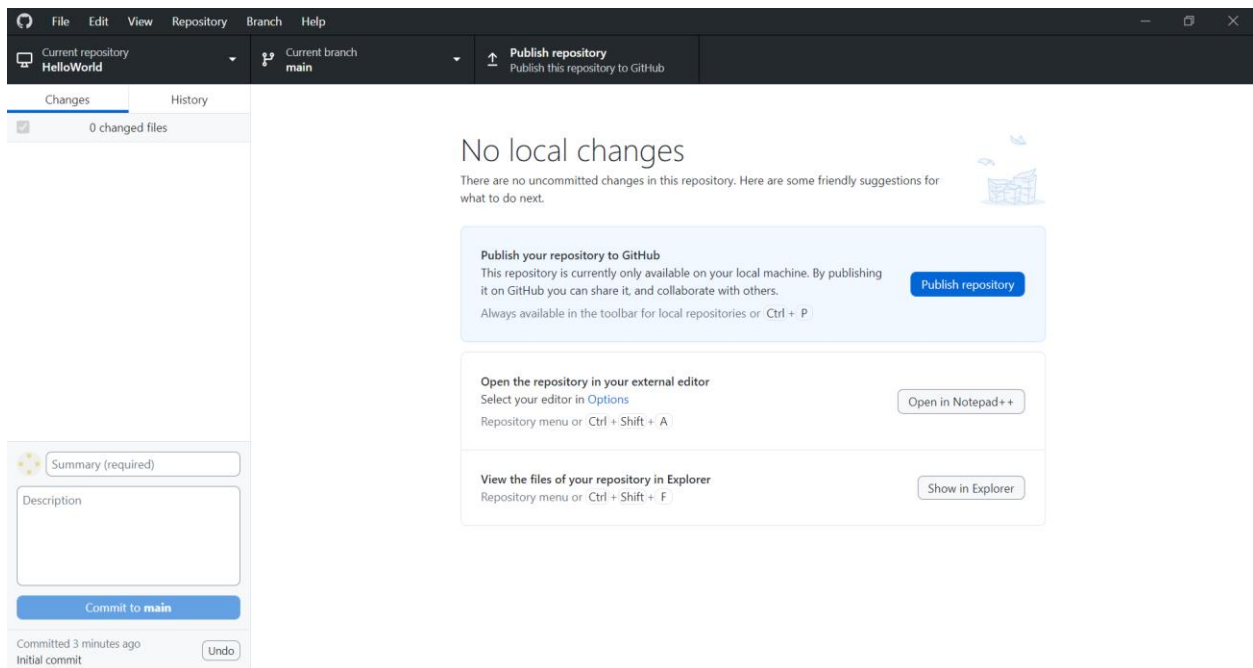 File Edit View Repository Branch Help
Current repository
HelloWorld
Current branch
main
Publish repository
Publish this repository to GitHub
Changes History
0 changed files
No local changes
There are no uncommitted changes in this repository. Here are some friendly suggestions for
what to do next.
Publish your repository to GitHub
This repository is currently only available on your local machine. By publishing
it on GitHub you can share it, and collaborate with others.
Always available in the toolbar for local repositories or Ctrl + P
Publish repository
Open the repository in your external editor
Select your editor in Options
Repository menu or Ctrl + Shift + A
Open in Notepad++
View the files of your repository in Explorer
Repository menu or Ctrl + Shift + F
Show in Explorer
Summary (required)
Description
Commit to main
Committed 3 minutes ago
Initial commit
Undo